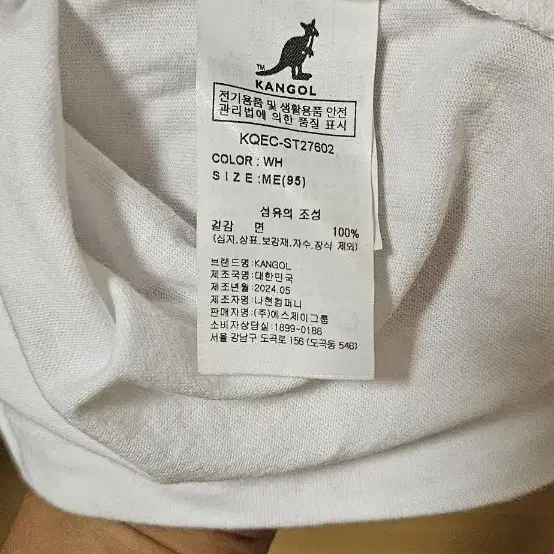 TM
KANGOL
전기용품 및 생활용품 안전
관리법에 의한 품질 표시
KQEC-ST27602
COLOR : WH
SIZE :ME(95)
섬유의 조성
겉감 면 100%
(심지,상표,보강재,자수,장식 제외)
브랜드명:KANGOL
제조국명:대한민국
제조년월:2024.05
제조자명:나현컴퍼니
판매자명:(주)에스제이그룹
소비자상담실:1899-0186
서울 강남구 도곡로 156 (도곡동 546)